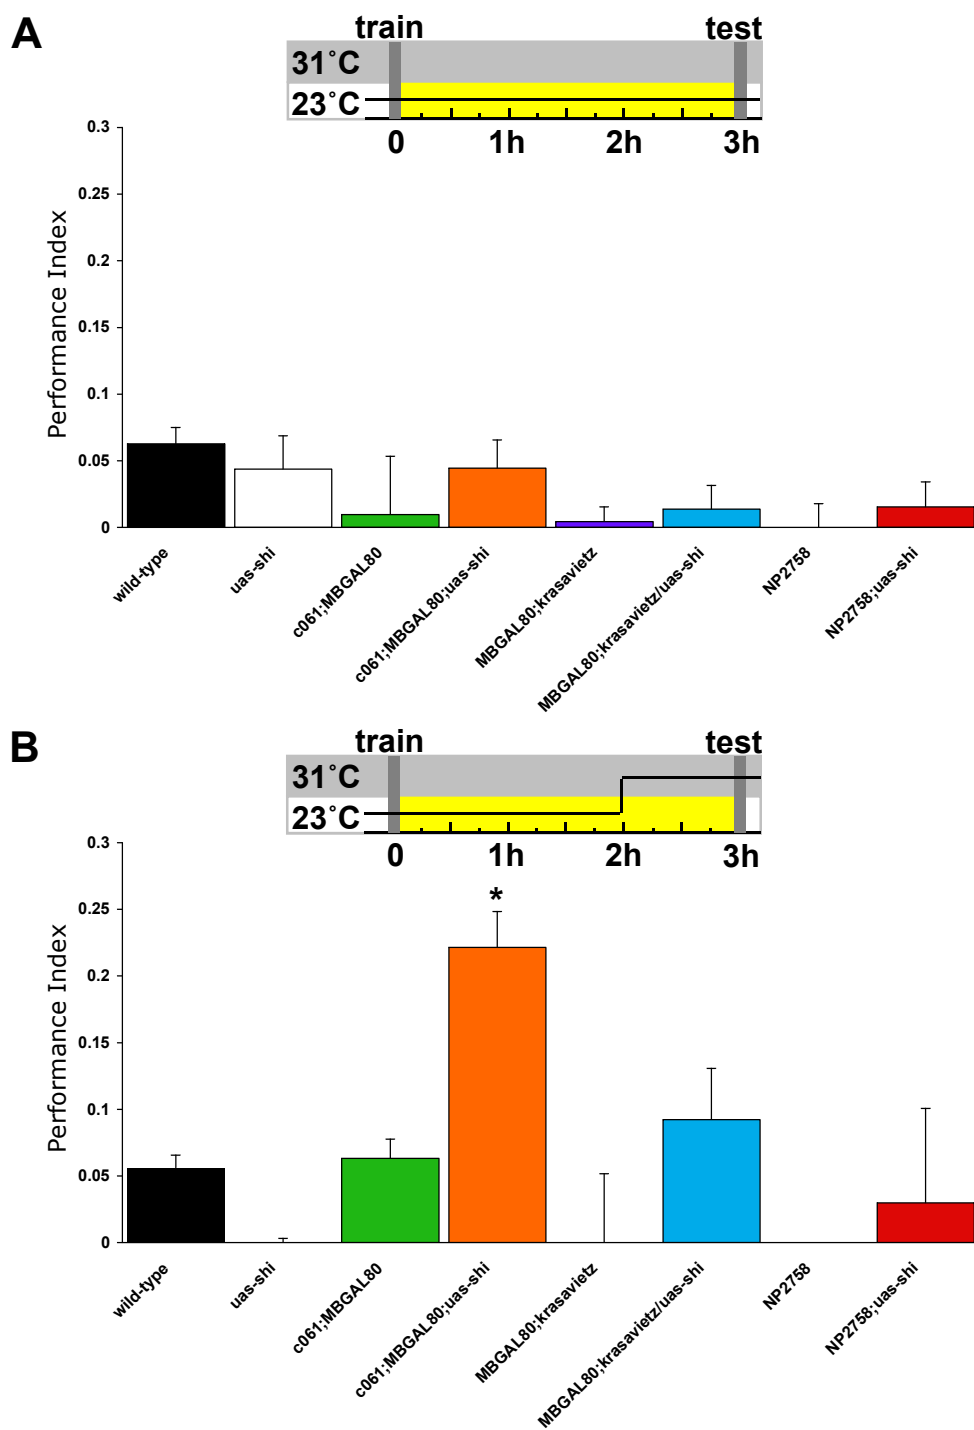 A
train
test
31˚C
23˚C
0
1h
2h
3h
Performance Index
0.3
0.25
0.2
0.15
0.1
0.05
0
wild-type
uas-shi
c061;MBGAL80
c061;MBGAL80;uas-shi
MBGAL80;krasavietz
MBGAL80;krasavietz/uas-shi
NP2758
NP2758;uas-shi
B
train
test
31˚C
23˚C
0
1h
2h
3h
Performance Index
0.3
0.25
0.2
0.15
0.1
0.05
0
*
wild-type
uas-shi
c061;MBGAL80
c061;MBGAL80;uas-shi
MBGAL80;krasavietz
MBGAL80;krasavietz/uas-shi
NP2758
NP2758;uas-shi